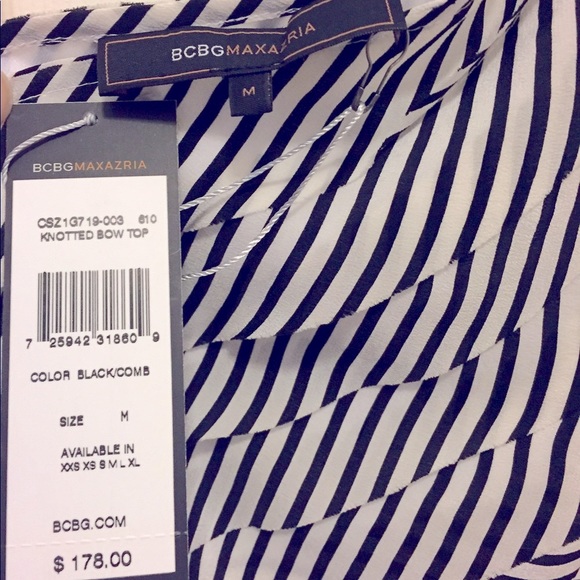 BCBGMAXAZRIA
M
BCBGMAXAZRIA
CSZ1G719-003 610
KNOTTED BOW TOP
7 25942 31860 9
COLOR BLACK/COMB
SIZE M
AVAILABLE IN
XXS XS S M L XL
BCBG.COM
$ 178.00